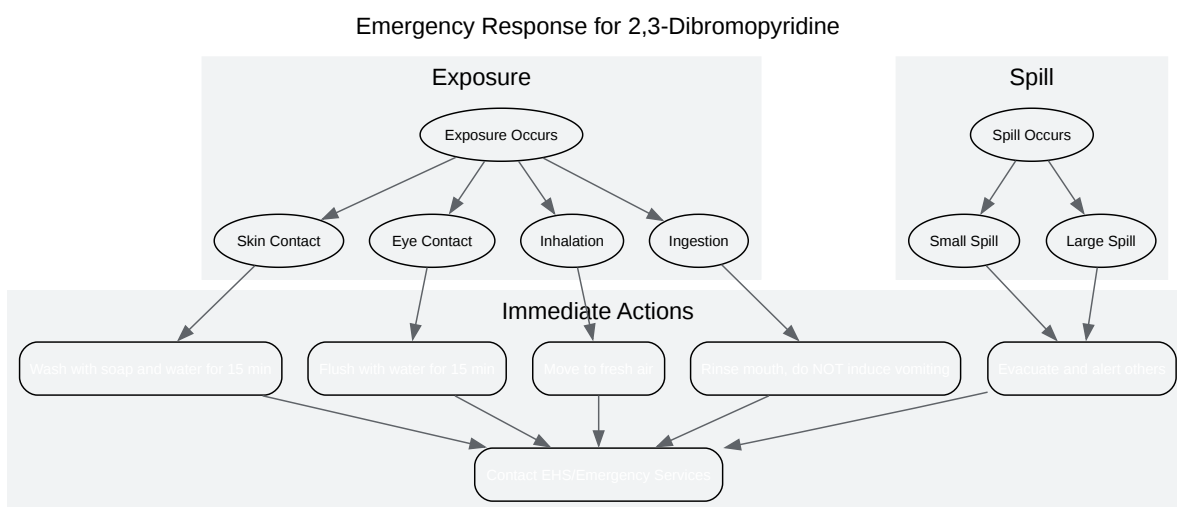 Emergency Response for 2,3-Dibromopyridine
Exposure
Spill
Exposure Occurs
Spill Occurs
Skin Contact
Eye Contact
Inhalation
Ingestion
Small Spill
Large Spill
Immediate Actions
Wash with soap and water for 15 min
Flush with water for 15 min
Move to fresh air
Rinse mouth, do NOT induce vomiting
Evacuate and alert others
Contact EHS/Emergency Services